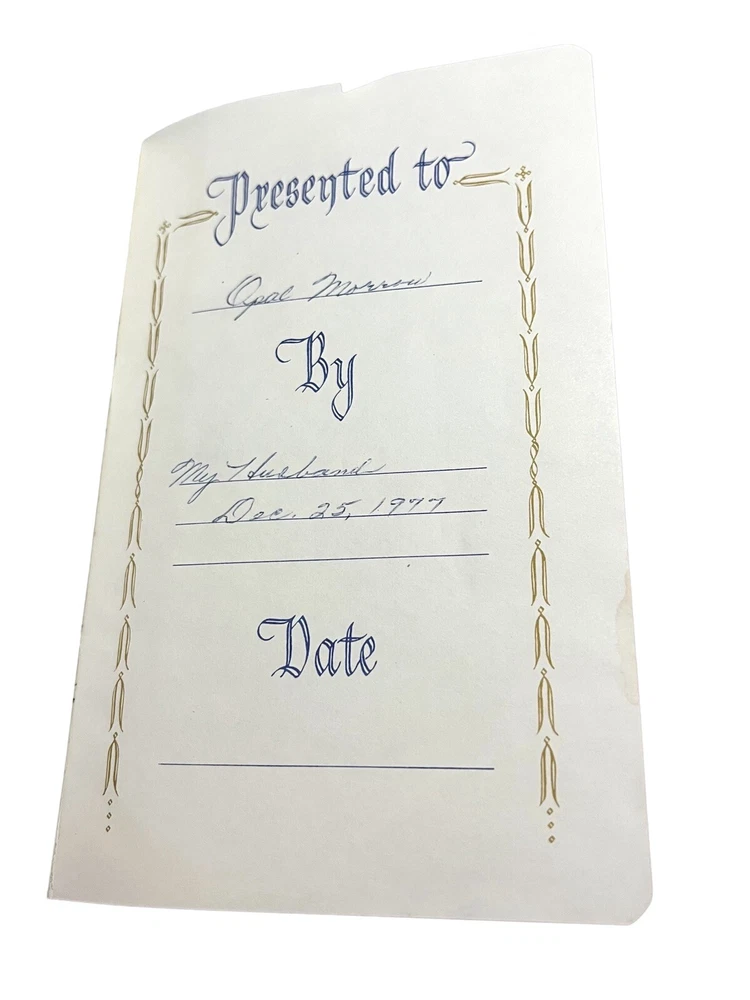 Presented to
Opal Morrow
By
My Husband
Dec. 25, 1977
Date